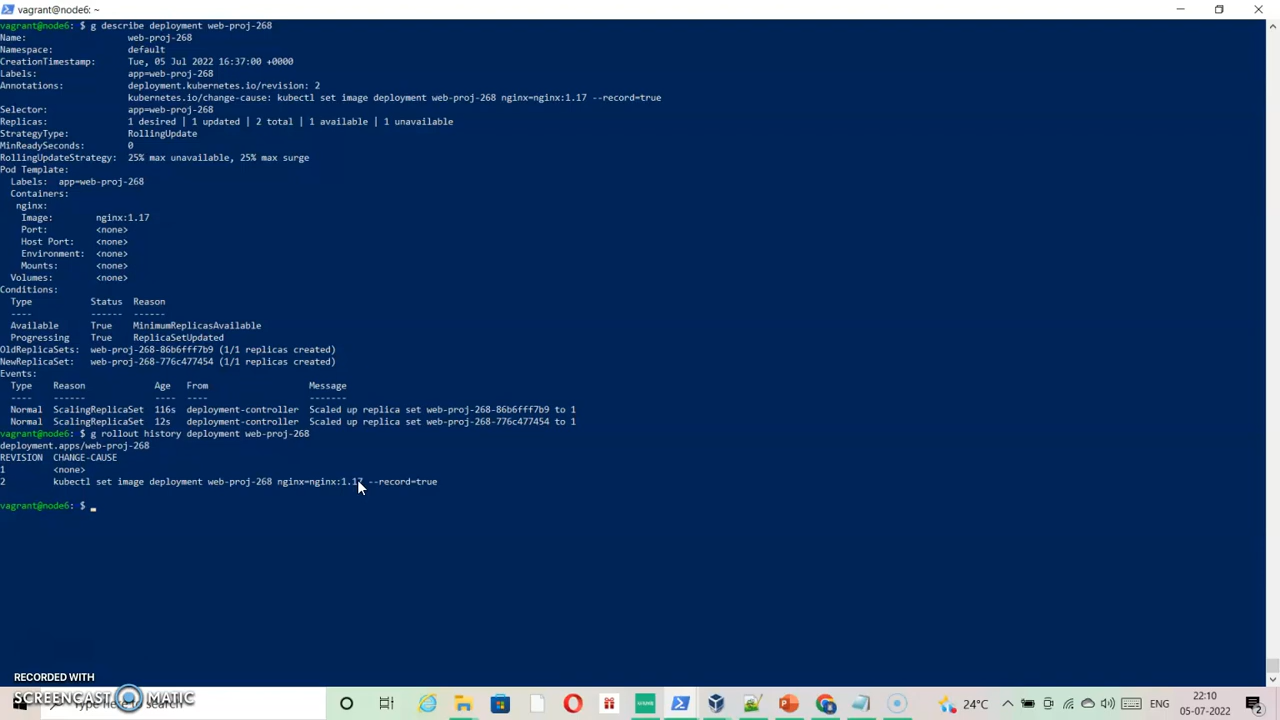 vagrant@node6: ~
vagrant@node6: $ g describe deployment web-proj-268
Name: web-proj-268
Namespace: default
CreationTimestamp: Tue, 05 Jul 2022 16:37:00 +0000
Labels: app=web-proj-268
Annotations: deployment.kubernetes.io/revision: 2
kubernetes.io/change-cause: kubectl set image deployment web-proj-268 nginx=nginx:1.17 --record=true
Selector: app=web-proj-268
Replicas: 1 desired | 1 updated | 2 total | 1 available | 1 unavailable
StrategyType: RollingUpdate
MinReadySeconds: 0
RollingUpdateStrategy: 25% max unavailable, 25% max surge
Pod Template:
Labels: app=web-proj-268
Containers:
nginx:
Image: nginx:1.17
Port: <none>
Host Port: <none>
Environment: <none>
Mounts: <none>
Volumes: <none>
Conditions:
Type Status Reason
---- ------ ------
Available True MinimumReplicasAvailable
Progressing True ReplicaSetUpdated
OldReplicaSets: web-proj-268-86b6fff7b9 (1/1 replicas created)
NewReplicaSet: web-proj-268-776c477454 (1/1 replicas created)
Events:
Type Reason Age From Message
---- ------ ---- ---- -------
Normal ScalingReplicaSet 116s deployment-controller Scaled up replica set web-proj-268-86b6fff7b9 to 1
Normal ScalingReplicaSet 12s deployment-controller Scaled up replica set web-proj-268-776c477454 to 1
vagrant@node6: $ g rollout history deployment web-proj-268
deployment.apps/web-proj-268
REVISION CHANGE-CAUSE
1 <none>
2 kubectl set image deployment web-proj-268 nginx=nginx:1.17 --record=true
vagrant@node6: $ _
RECORDED WITH
SCREENCAST MATIC
Type here to search
24°C ENG 22:10
05-07-2022 2